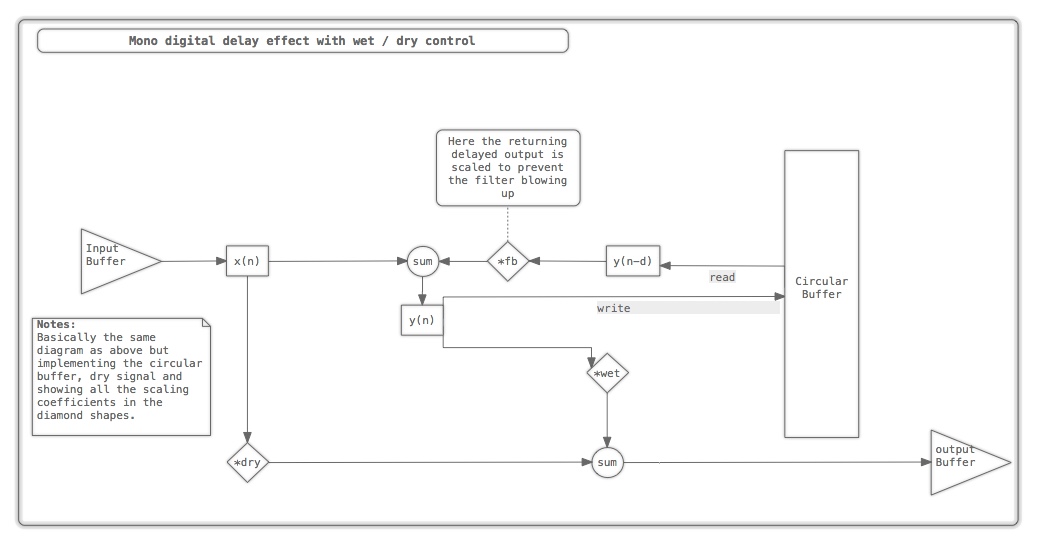 Mono digital delay effect with wet / dry control
Here the returning
delayed output is
scaled to prevent
the filter blowing
up
Input
Buffer
x(n)
sum
*fb
y(n-d)
read
Circular
Buffer
write
y(n)
Notes:
Basically the same
diagram as above but
implementing the circular
buffer, dry signal and
showing all the scaling
coefficients in the
diamond shapes.
*wet
*dry
sum
output
Buffer